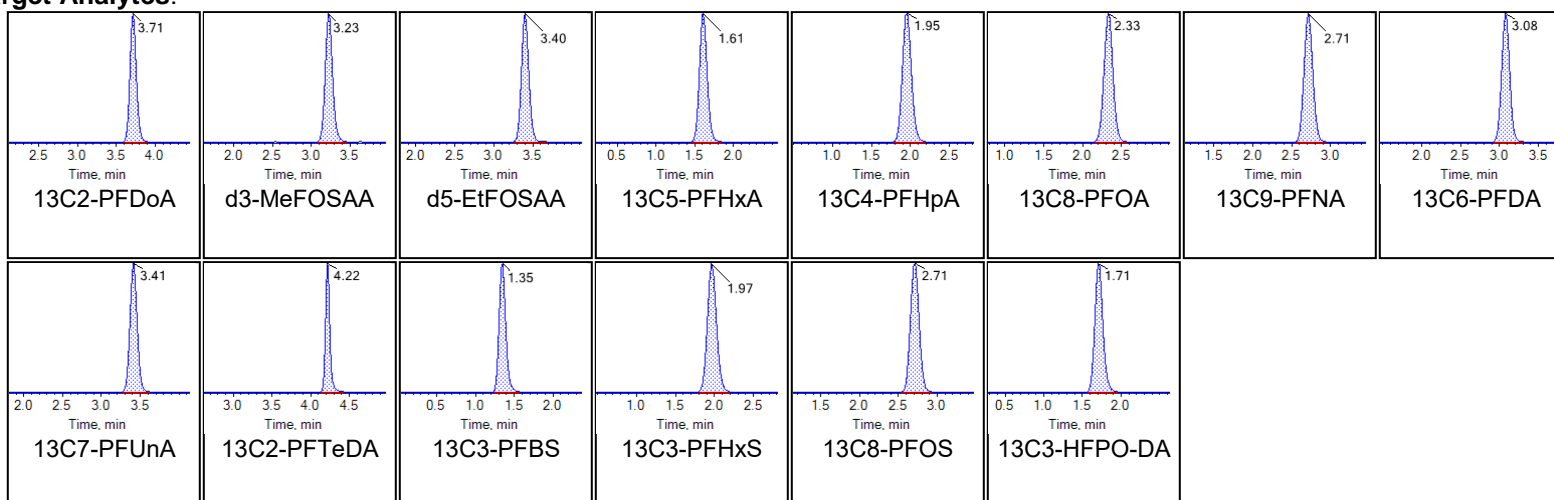 rget Analytes:
3.71
2.5 3.0 3.5 4.0
Time, min
13C2-PFDoA
3.23
2.0 2.5 3.0 3.5
Time, min
d3-MeFOSAA
3.40
2.0 2.5 3.0 3.5
Time, min
d5-EtFOSAA
1.61
0.5 1.0 1.5 2.0
Time, min
13C5-PFHxA
1.95
1.0 1.5 2.0 2.5
Time, min
13C4-PFHpA
2.33
1.0 1.5 2.0 2.5
Time, min
13C8-PFOA
2.71
1.5 2.0 2.5 3.0
Time, min
13C9-PFNA
3.08
2.0 2.5 3.0 3.5
Time, min
13C6-PFDA
3.41
2.0 2.5 3.0 3.5
Time, min
13C7-PFUnA
4.22
3.0 3.5 4.0 4.5
Time, min
13C2-PFTeDA
1.35
0.5 1.0 1.5 2.0
Time, min
13C3-PFBS
1.97
1.0 1.5 2.0 2.5
Time, min
13C3-PFHxS
2.71
1.5 2.0 2.5 3.0
Time, min
13C8-PFOS
1.71
0.5 1.0 1.5 2.0
Time, min
13C3-HFPO-DA